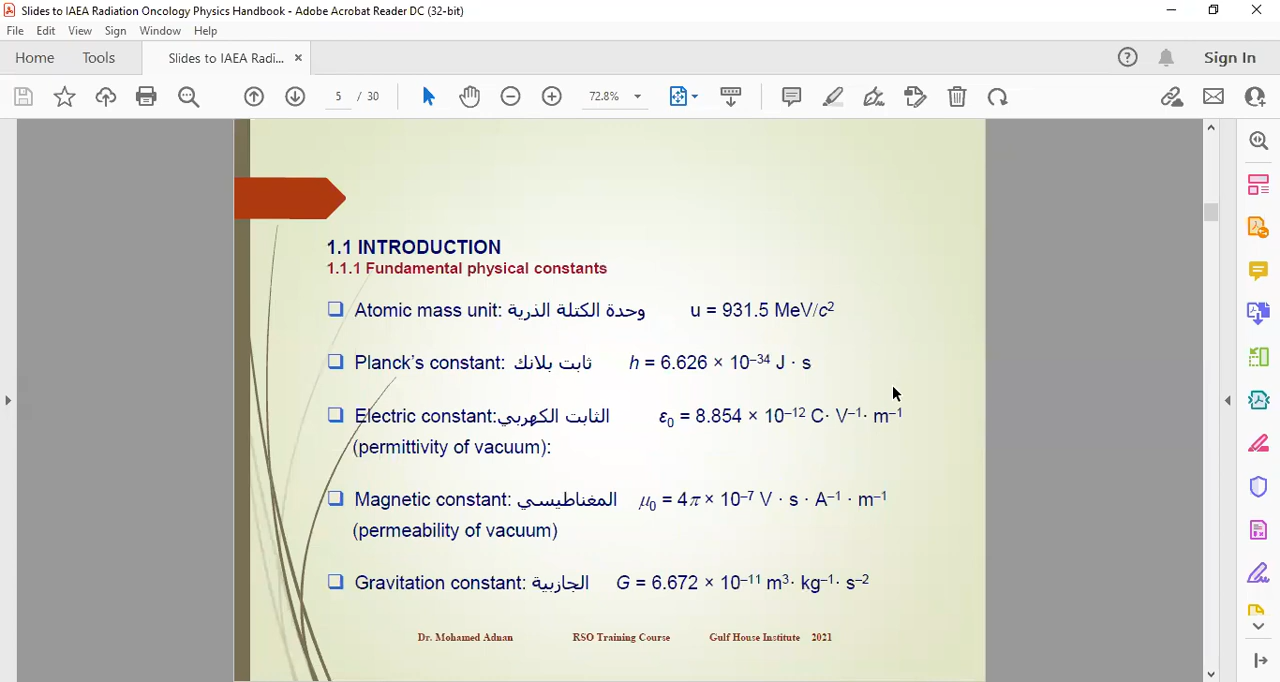 Slides to IAEA Radiation Oncology Physics Handbook - Adobe Acrobat Reader DC (32-bit)
File Edit View Sign Window Help
Home Tools Slides to IAEA Radi... × Sign In
5 / 30 72.8%
1.1 INTRODUCTION
1.1.1 Fundamental physical constants
Atomic mass unit: وحدة الكتلة الذرية u = 931.5 MeV/c²
Planck's constant: ثابت بلانك h = 6.626 × 10⁻³⁴ J · s
Electric constant:الثابت الكهربي ε₀ = 8.854 × 10⁻¹² C· V⁻¹· m⁻¹
(permittivity of vacuum):
Magnetic constant: المغناطيسي μ₀ = 4π × 10⁻⁷ V · s · A⁻¹ · m⁻¹
(permeability of vacuum)
Gravitation constant: الجازبية G = 6.672 × 10⁻¹¹ m³· kg⁻¹· s⁻²
Dr. Mohamed Adnan RSO Training Course Gulf House Institute 2021